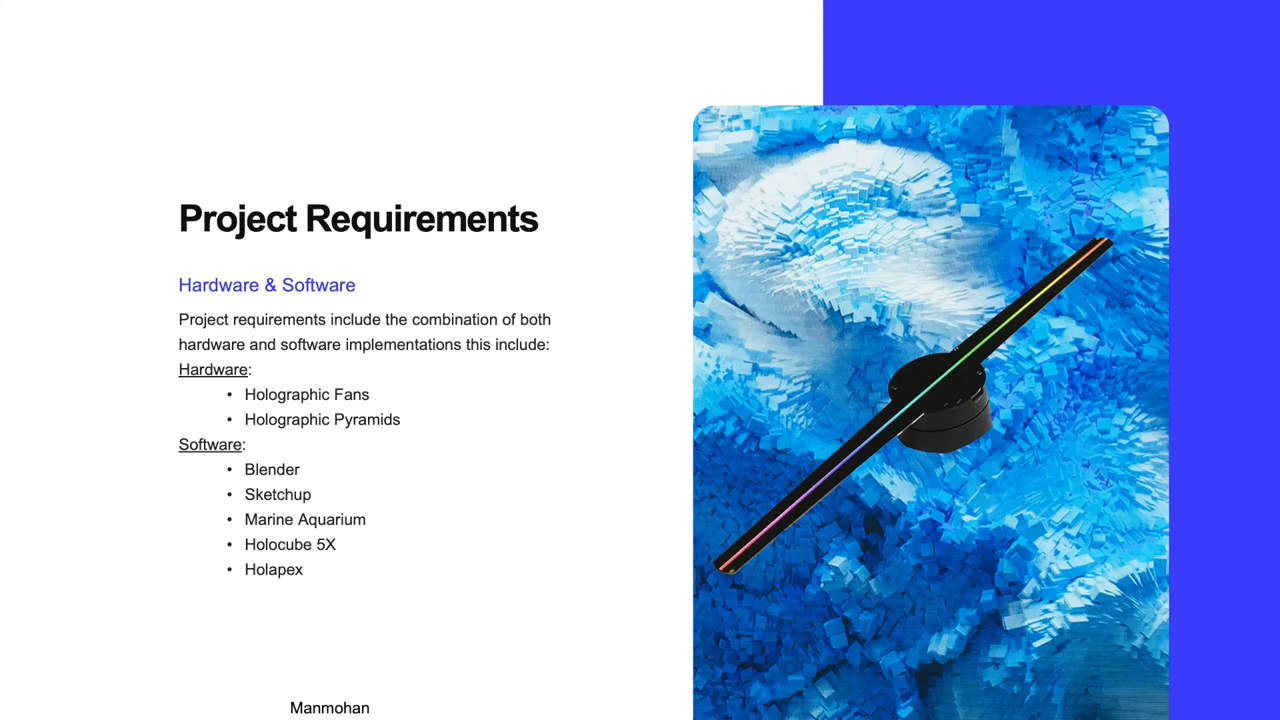 Project Requirements
Hardware & Software
Project requirements include the combination of both
hardware and software implementations this include:
Hardware:
• Holographic Fans
• Holographic Pyramids
Software:
• Blender
• Sketchup
• Marine Aquarium
• Holocube 5X
• Holapex
Manmohan